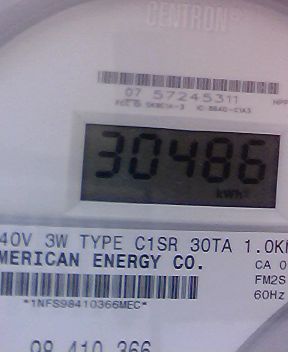 CENTRON®
07 57245311
30486
kWh
40V 3W TYPE C1SR 30TA 1.0K
MERICAN ENERGY CO.
CA 0
FM2S
60Hz
*1NFS98410366MEC*
98 410 366